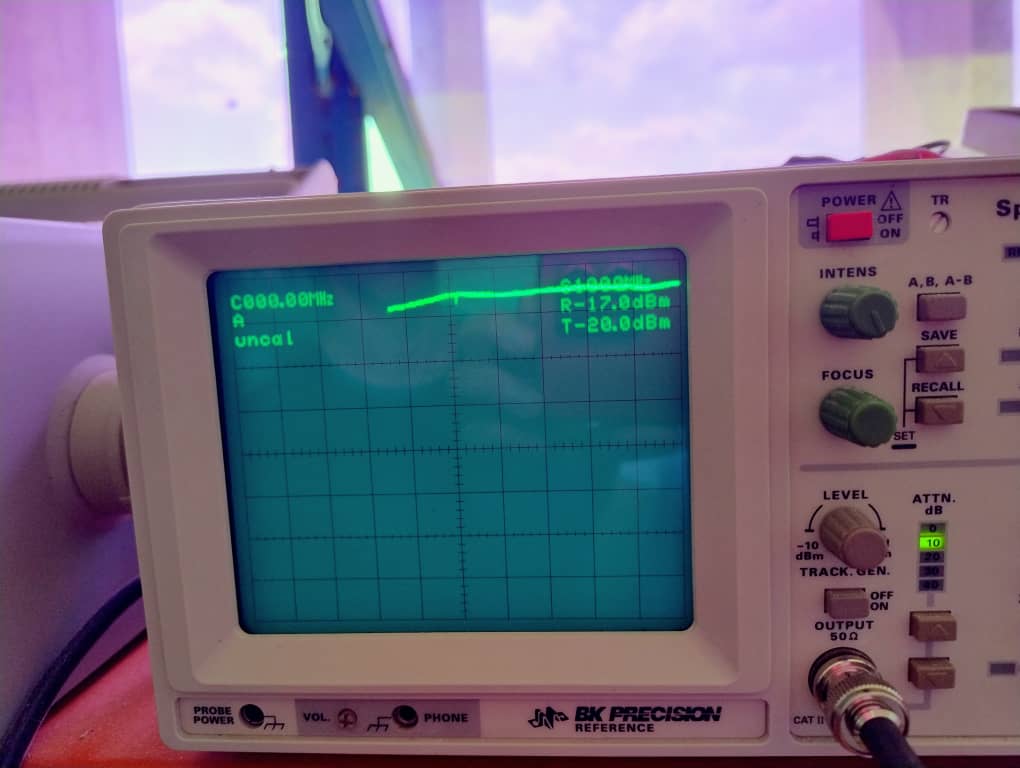 C000.00MHz
A
uncal
S1000MHz
R-17.0dBm
T-20.0dBm
POWER
OFF
ON
TR
Sp
INTENS
A,B, A-B
SAVE
FOCUS
RECALL
SET
LEVEL
ATTN.
dB
0
10
20
30
40
-10
dBm
TRACK. GEN.
OFF
ON
OUTPUT
50Ω
CAT II
PROBE
POWER
VOL.
PHONE
BK PRECISION
REFERENCE